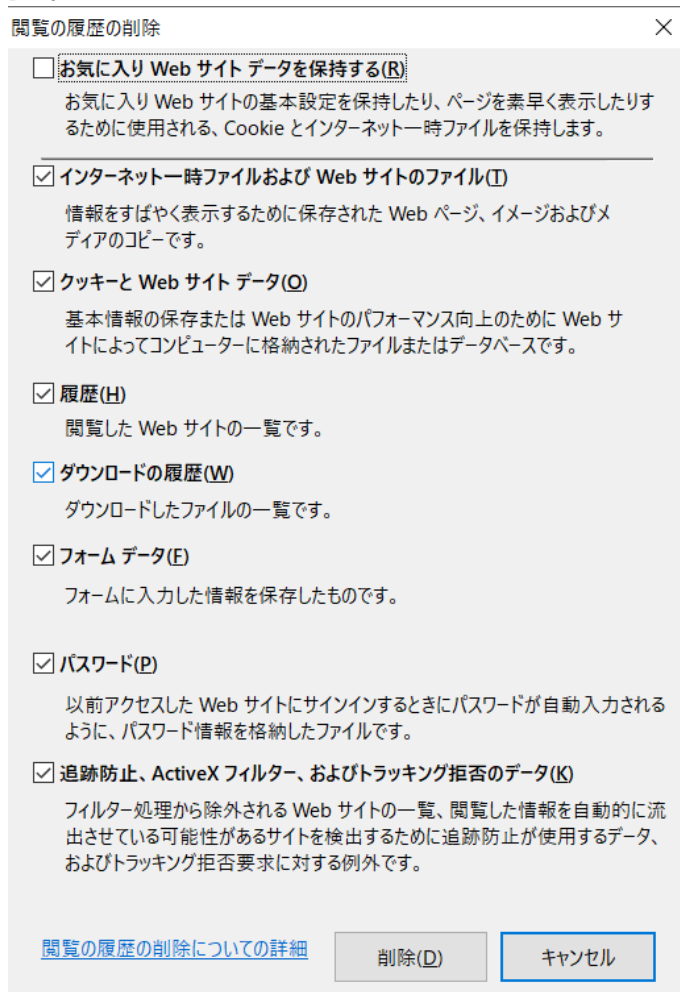 閲覧の履歴の削除
お気に入り Web サイト データを保持する(R)
お気に入り Web サイトの基本設定を保持したり、ページを素早く表示したりす
るために使用される、Cookie とインターネット一時ファイルを保持します。
インターネット一時ファイルおよび Web サイトのファイル(T)
情報をすばやく表示するために保存された Web ページ、イメージおよびメ
ディアのコピーです。
クッキーと Web サイト データ(O)
基本情報の保存または Web サイトのパフォーマンス向上のために Web サ
イトによってコンピューターに格納されたファイルまたはデータベースです。
履歴(H)
閲覧した Web サイトの一覧です。
ダウンロードの履歴(W)
ダウンロードしたファイルの一覧です。
フォーム データ(F)
フォームに入力した情報を保存したものです。
パスワード(P)
以前アクセスした Web サイトにサインインするときにパスワードが自動入力される
ように、パスワード情報を格納したファイルです。
追跡防止、ActiveX フィルター、およびトラッキング拒否のデータ(K)
フィルター処理から除外される Web サイトの一覧、閲覧した情報を自動的に流
出させている可能性があるサイトを検出するために追跡防止が使用するデータ、
およびトラッキング拒否要求に対する例外です。
閲覧の履歴の削除についての詳細
削除(D)
キャンセル